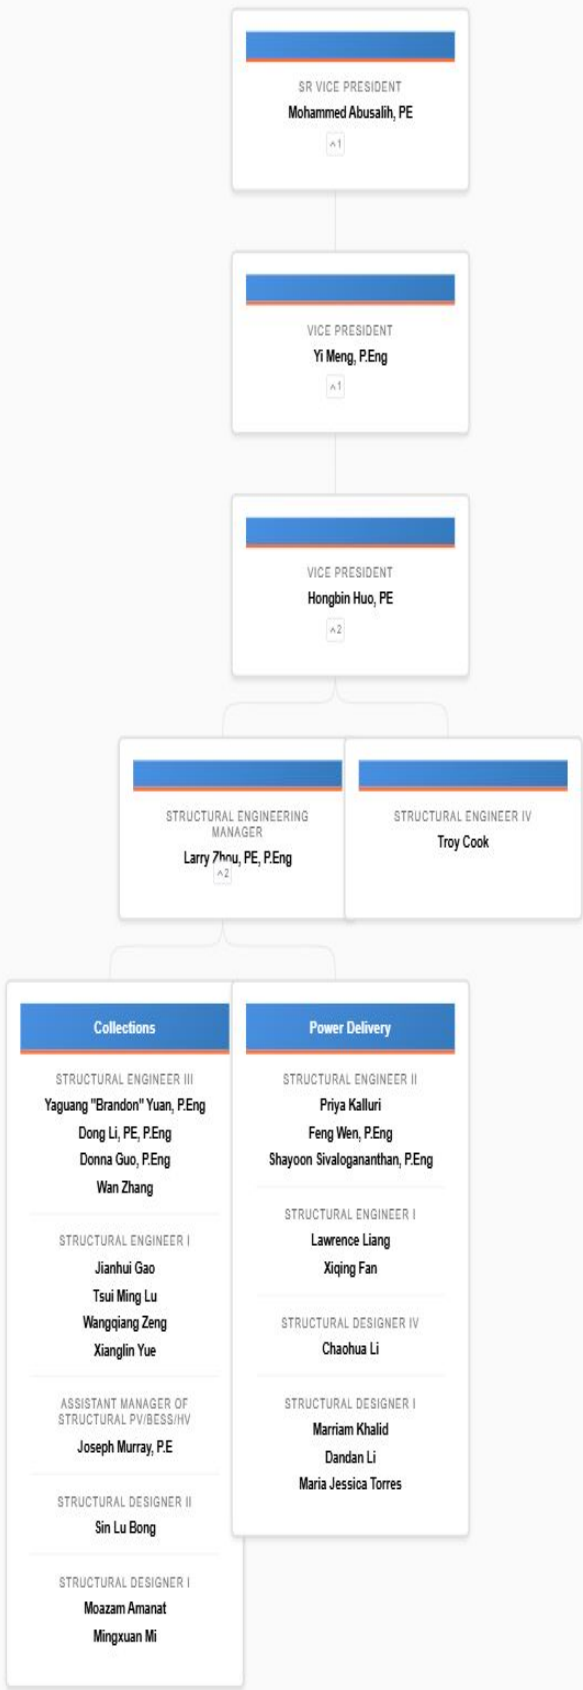 SR VICE PRESIDENT
Mohammed Abusalih, PE
^1
VICE PRESIDENT
Yi Meng, P.Eng
^1
VICE PRESIDENT
Hongbin Huo, PE
^2
STRUCTURAL ENGINEERING
MANAGER
Larry Zhou, PE, P.Eng
^2
STRUCTURAL ENGINEER IV
Troy Cook
Collections
STRUCTURAL ENGINEER III
Yaguang "Brandon" Yuan, P.Eng
Dong Li, PE, P.Eng
Donna Guo, P.Eng
Wan Zhang
STRUCTURAL ENGINEER I
Jianhui Gao
Tsui Ming Lu
Wangqiang Zeng
Xianglin Yue
ASSISTANT MANAGER OF
STRUCTURAL PV/BESS/HV
Joseph Murray, P.E
STRUCTURAL DESIGNER II
Sin Lu Bong
STRUCTURAL DESIGNER I
Moazam Amanat
Mingxuan Mi
Power Delivery
STRUCTURAL ENGINEER II
Priya Kalluri
Feng Wen, P.Eng
Shayoon Sivalogananthan, P.Eng
STRUCTURAL ENGINEER I
Lawrence Liang
Xiqing Fan
STRUCTURAL DESIGNER IV
Chaohua Li
STRUCTURAL DESIGNER I
Marriam Khalid
Dandan Li
Maria Jessica Torres